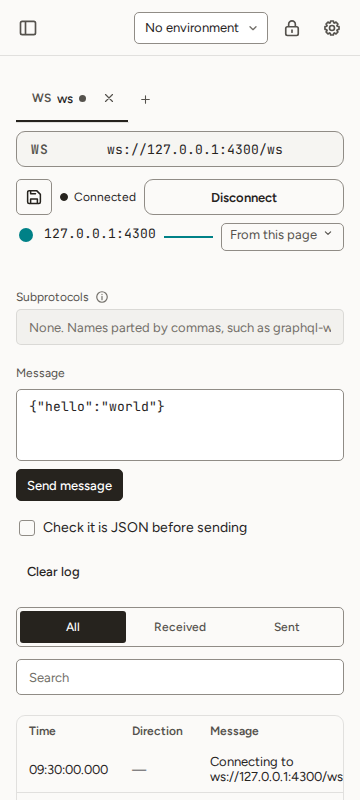 No environment
WS ws
WS ws://127.0.0.1:4300/ws
Connected Disconnect
127.0.0.1:4300 From this page
Subprotocols
None. Names parted by commas, such as graphql-w
Message
{"hello":"world"}
Send message
Check it is JSON before sending
Clear log
All Received Sent
Search
Time Direction Message
09:30:00.000 — Connecting to
ws://127.0.0.1:4300/ws